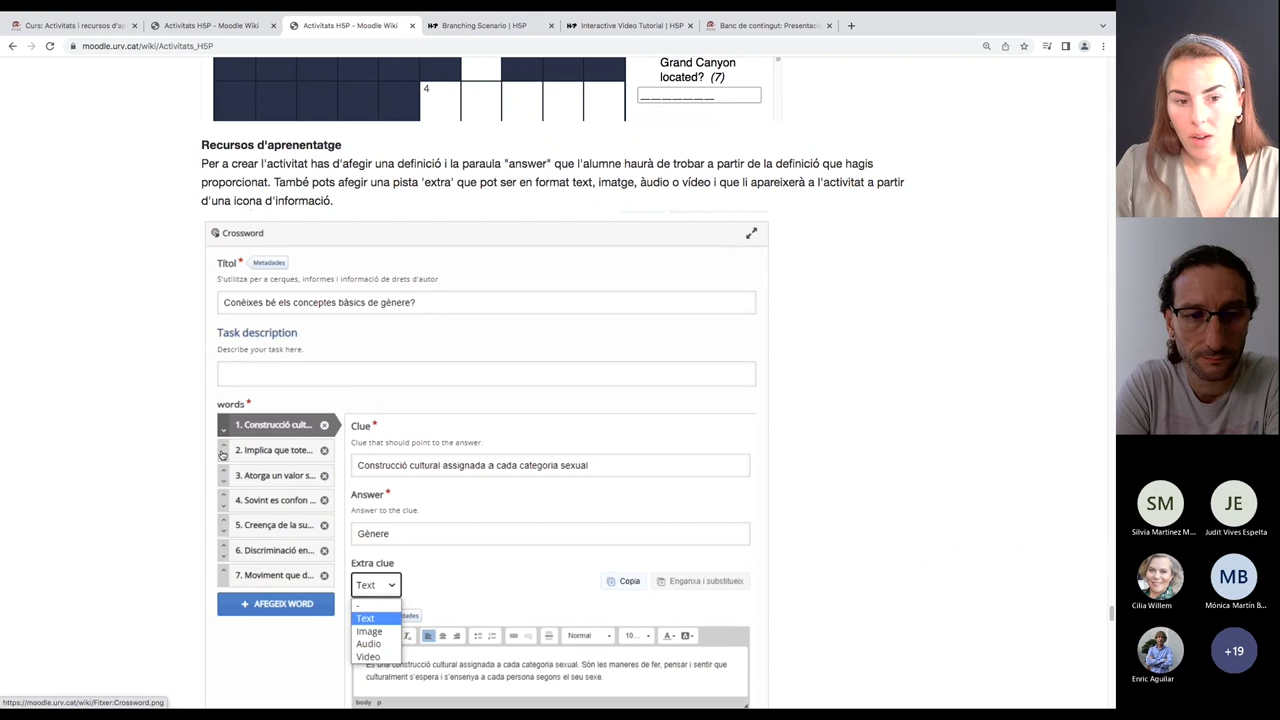 Curs: Activitats i recursos d'ap
Activitats H5P - Moodle Wiki
Activitats H5P - Moodle Wiki
Branching Scenario | H5P
Interactive Video Tutorial | H5P
Banc de contingut: Presentac
moodle.urv.cat/wiki/Activitats_H5P
4
Grand Canyon
located? (7)
Recursos d'aprenentatge
Per a crear l'activitat has d'afegir una definició i la paraula "answer" que l'alumne haurà de trobar a partir de la definició que hagis
proporcionat. També pots afegir una pista 'extra' que pot ser en format text, imatge, àudio o vídeo i que li apareixerà a l'activitat a partir
d'una icona d'informació.
Crossword
Títol * Metadades
S'utilitza per a cerques, informes i informació de drets d'autor
Conèixes bé els conceptes bàsics de gènere?
Task description
Describe your task here.
words *
1. Construcció cult...
2. Implica que tote...
3. Atorga un valor s...
4. Sovint es confon ...
5. Creença de la su...
6. Discriminació en...
7. Moviment que d...
+ AFEGEIX WORD
Clue *
Clue that should point to the answer.
Construcció cultural assignada a cada categoria sexual
Answer *
Answer to the clue.
Gènere
Extra clue
Text
Copia
Enganxa i substitueix
-
Text
Image
Audio
Video
Normal
10...
És una construcció cultural assignada a cada categoria sexual. Són les maneres de fer, pensar i sentir que
culturalment s'espera i s'ensenya a cada persona segons el seu sexe.
body p
https://moodle.urv.cat/wiki/Fitxer:Crossword.png
SM
Silvia Martinez M...
JE
Judit Vives Espelta
Cilia Willem
MB
Mónica Martín B...
Enric Aguilar
+19